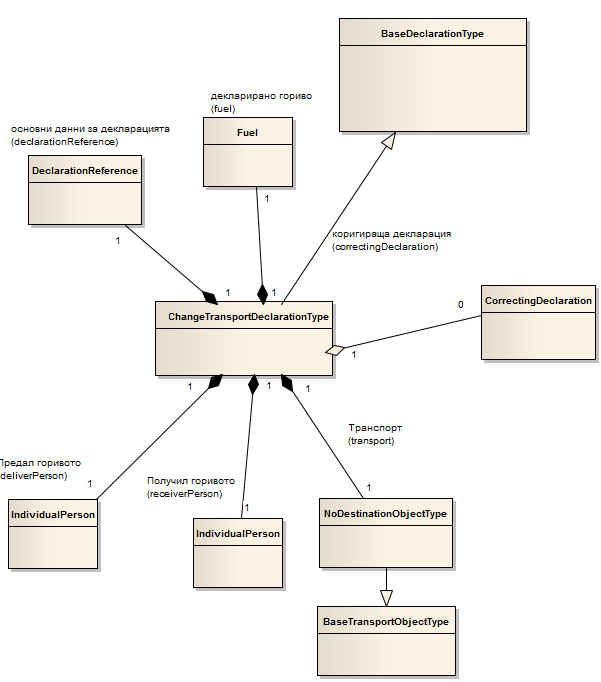 BaseDeclarationType
декларирано гориво
(fuel)
Fuel
1
основни данни за декларацията
(declarationReference)
DeclarationReference
1
коригираща декларация
(correctingDeclaration)
1
1
ChangeTransportDeclarationType
CorrectingDeclaration
0
1
1
1
1
Предал горивото
deliverPerson)
1
IndividualPerson
Получил горивото
(receiverPerson)
1
IndividualPerson
Транспорт
(transport)
1
NoDestinationObjectType
BaseTransportObjectType